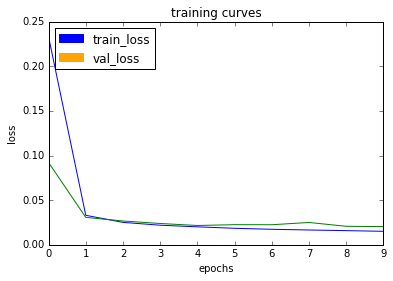 training curves
0.25
0.20
0.15
0.10
0.05
0.00
loss
train_loss
val_loss
0 1 2 3 4 5 6 7 8 9
epochs